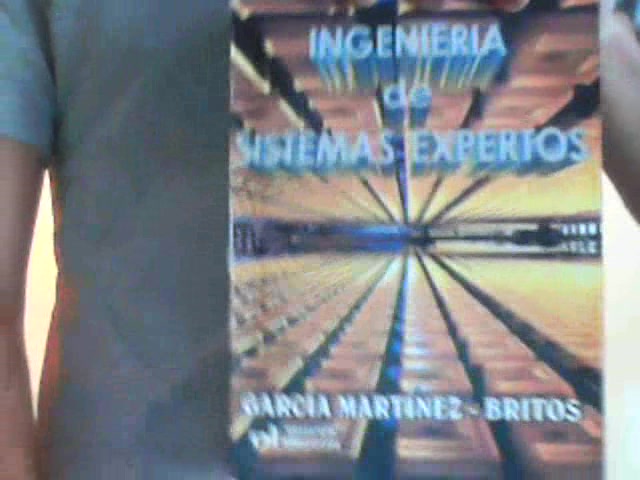 INGENIERIA
de
SISTEMAS EXPERTOS
GARCIA MARTINEZ - BRITOS